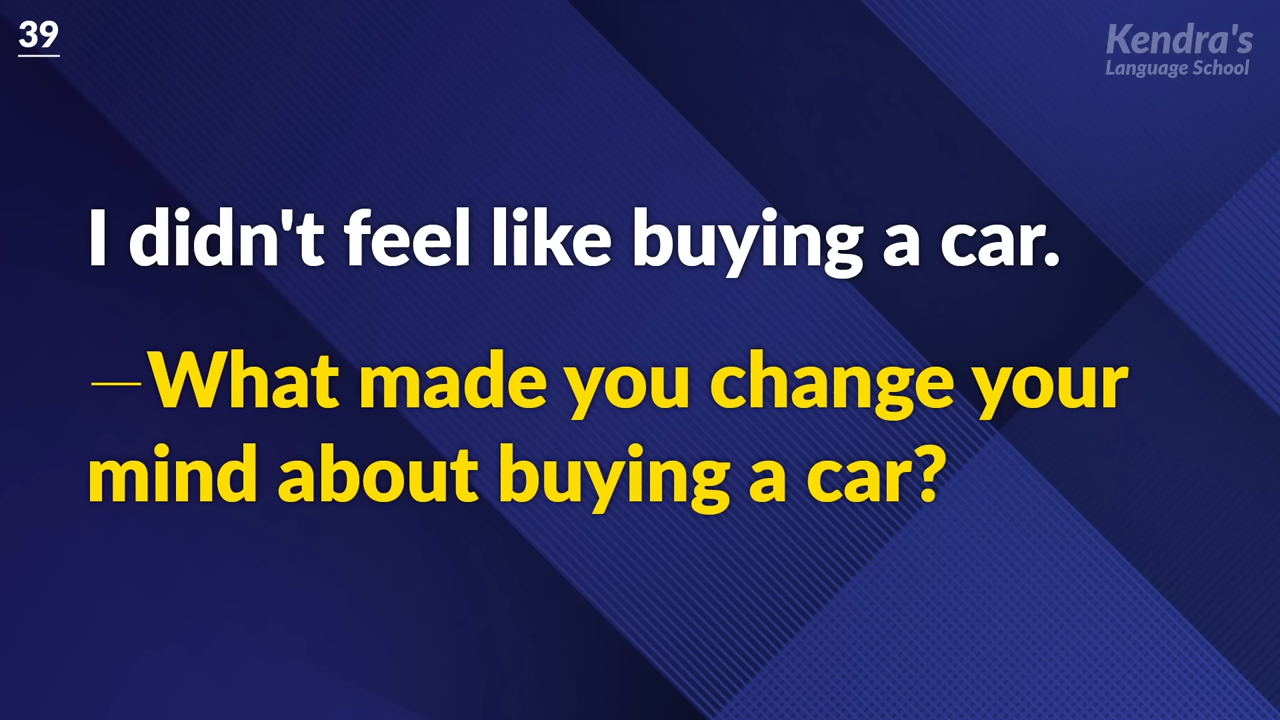 39
Kendra's
Language School
I didn't feel like buying a car.
—What made you change your
mind about buying a car?